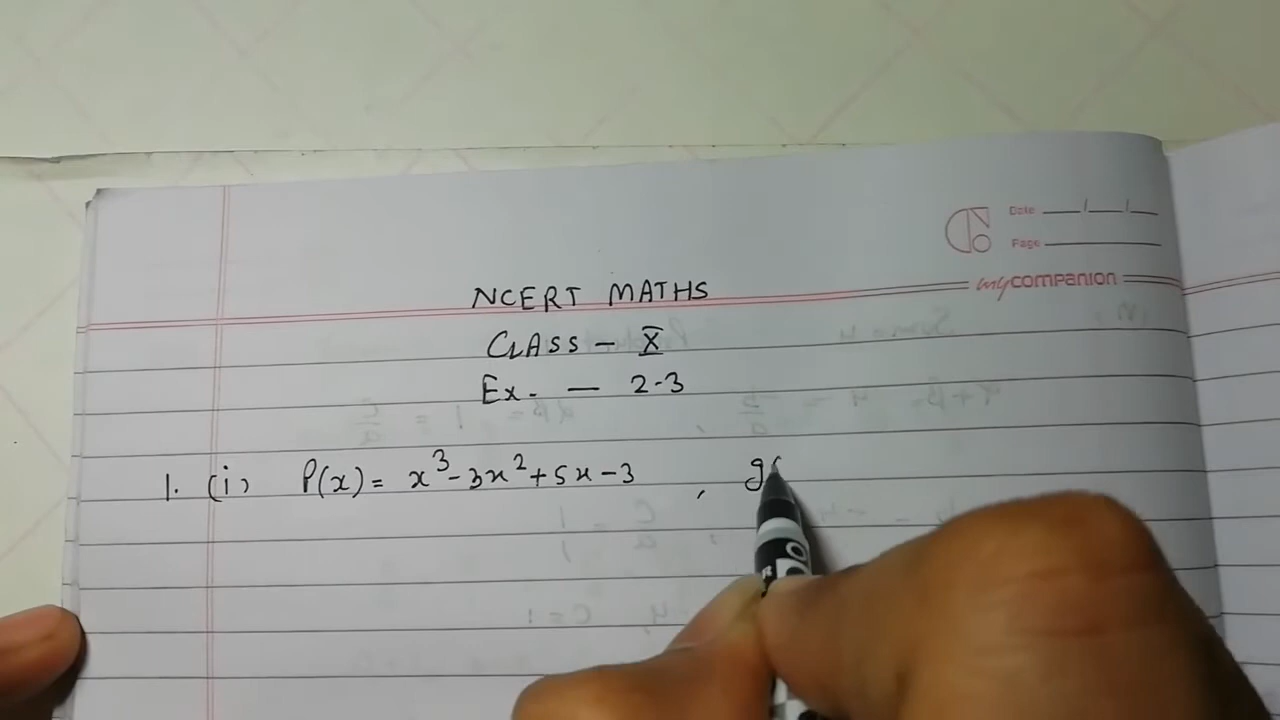 Date
Page
mycompanion
NCERT MATHS
CLASS - X
Ex. - 2.3
1. (i) P(x) = x³-3x²+5x-3 , g(